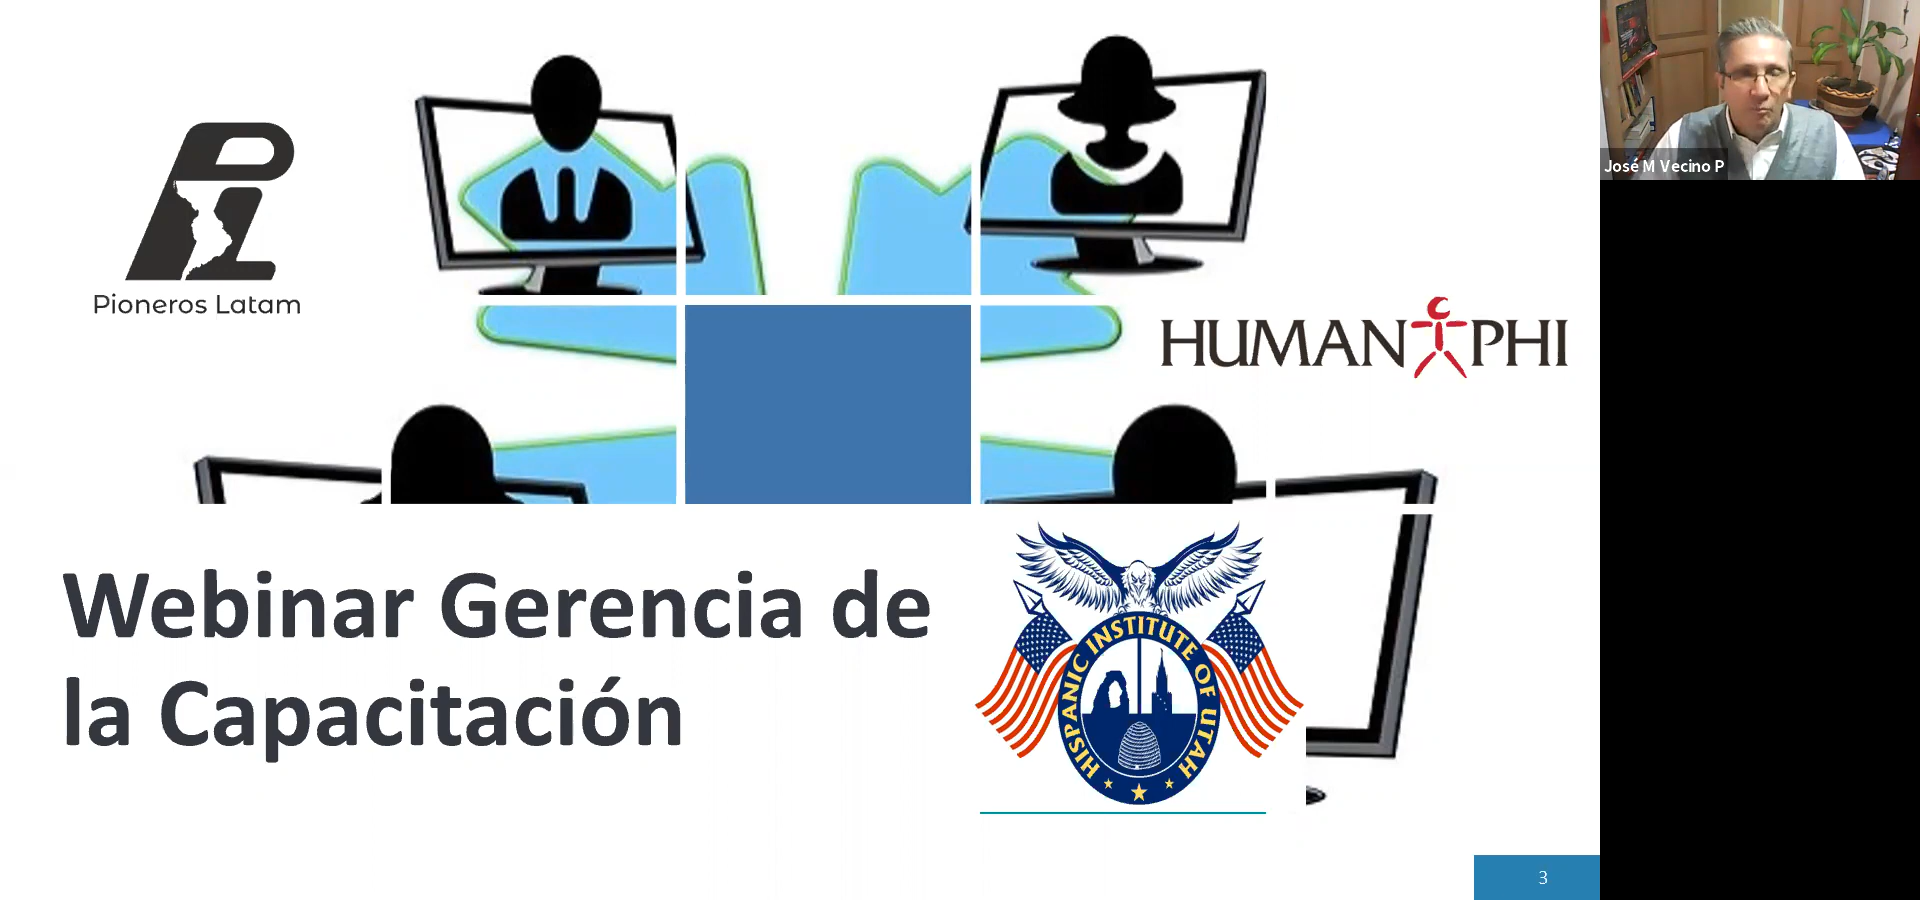 Pioneros Latam
HUMAN PHI
Webinar Gerencia de
la Capacitación
HISPANIC INSTITUTE OF UTAH
3
José M Vecino P